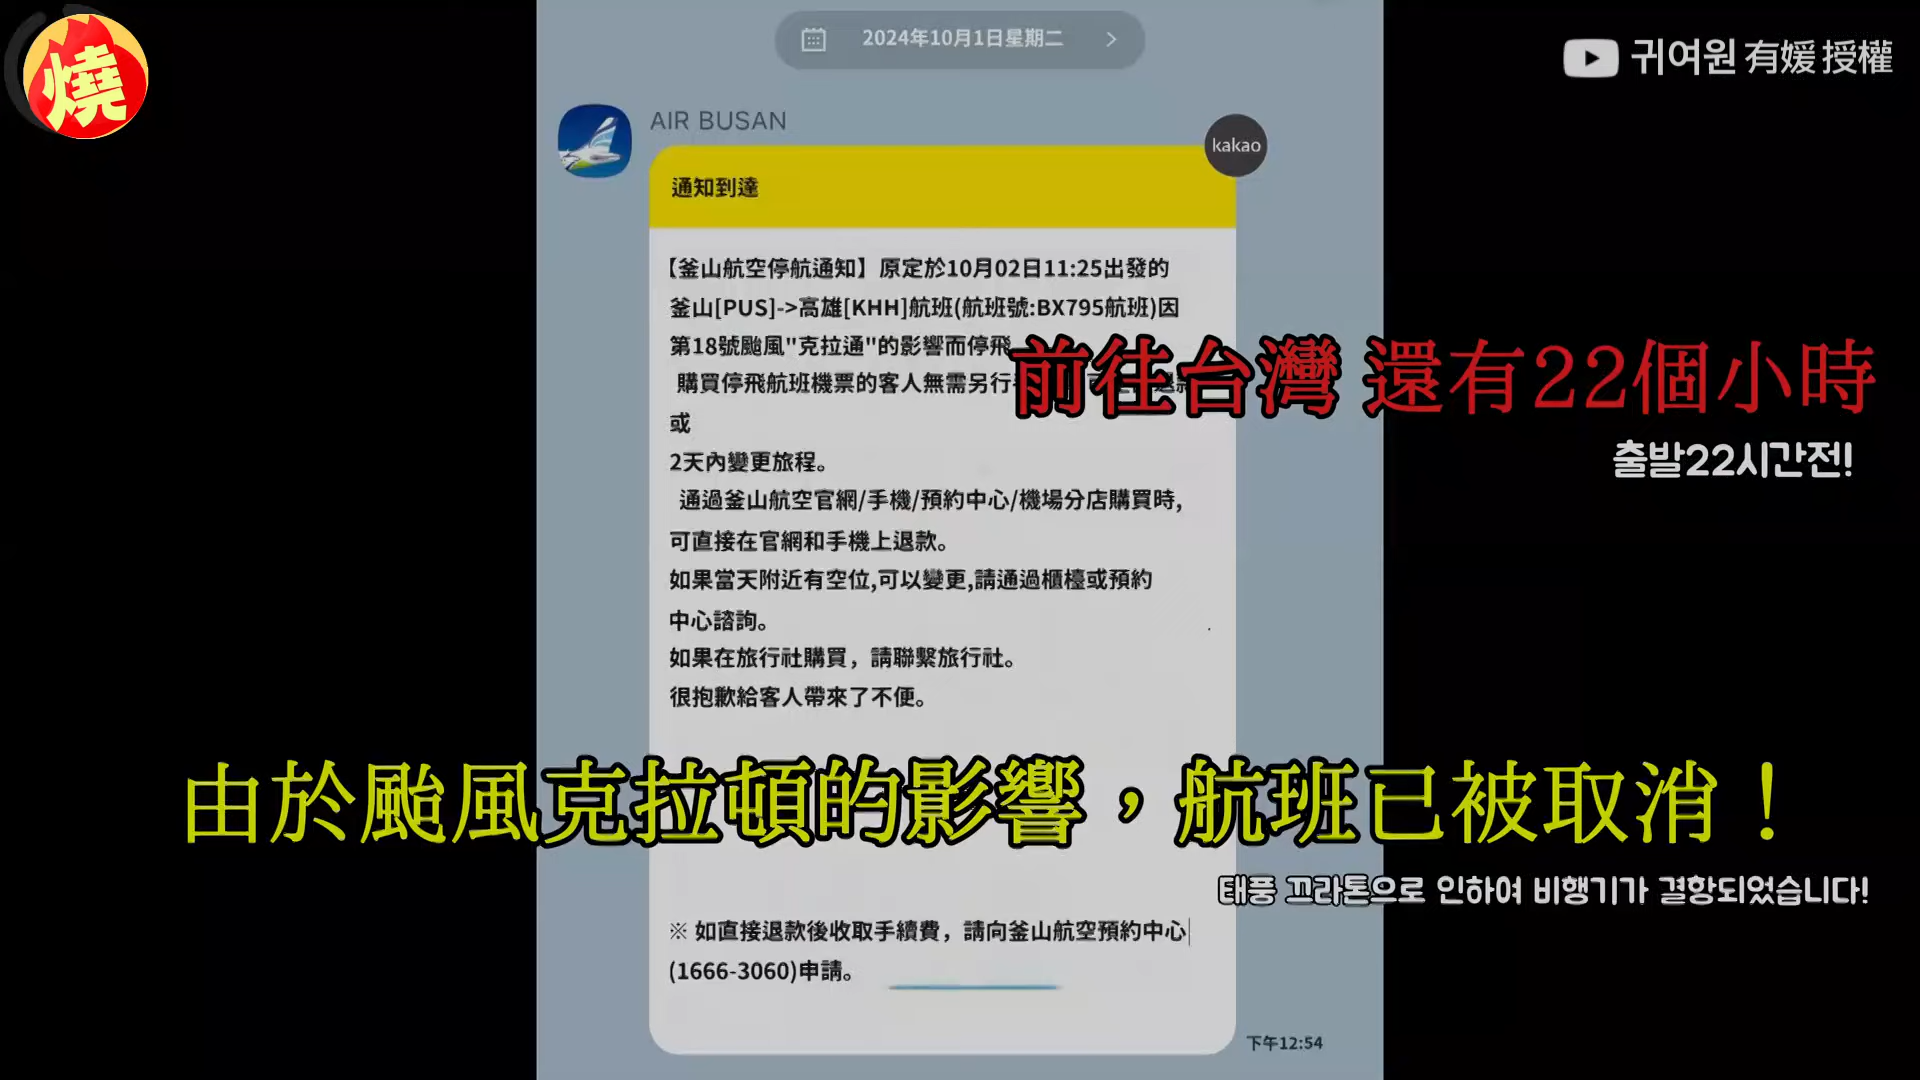 燒
2024年10月1日星期二
귀여원 有媛 授權
AIR BUSAN
kakao
通知到達
【釜山航空停航通知】原定於10月02日11:25出發的
釜山[PUS]->高雄[KHH]航班(航班號:BX795航班)因
第18號颱風"克拉通"的影響而停飛
前往台灣 還有22個小時
購買停飛航班機票的客人無需另行
或
출발22시간전!
2天內變更旅程。
通過釜山航空官網/手機/預約中心/機場分店購買時,
可直接在官網和手機上退款。
如果當天附近有空位,可以變更,請通過櫃檯或預約
中心諮詢。
如果在旅行社購買，請聯繫旅行社。
很抱歉給客人帶來了不便。
由於颱風克拉頓的影響，航班已被取消！
태풍 끄라톤으로 인하여 비행기가 결항되었습니다!
※ 如直接退款後收取手續費，請向釜山航空預約中心
(1666-3060)申請。
下午12:54